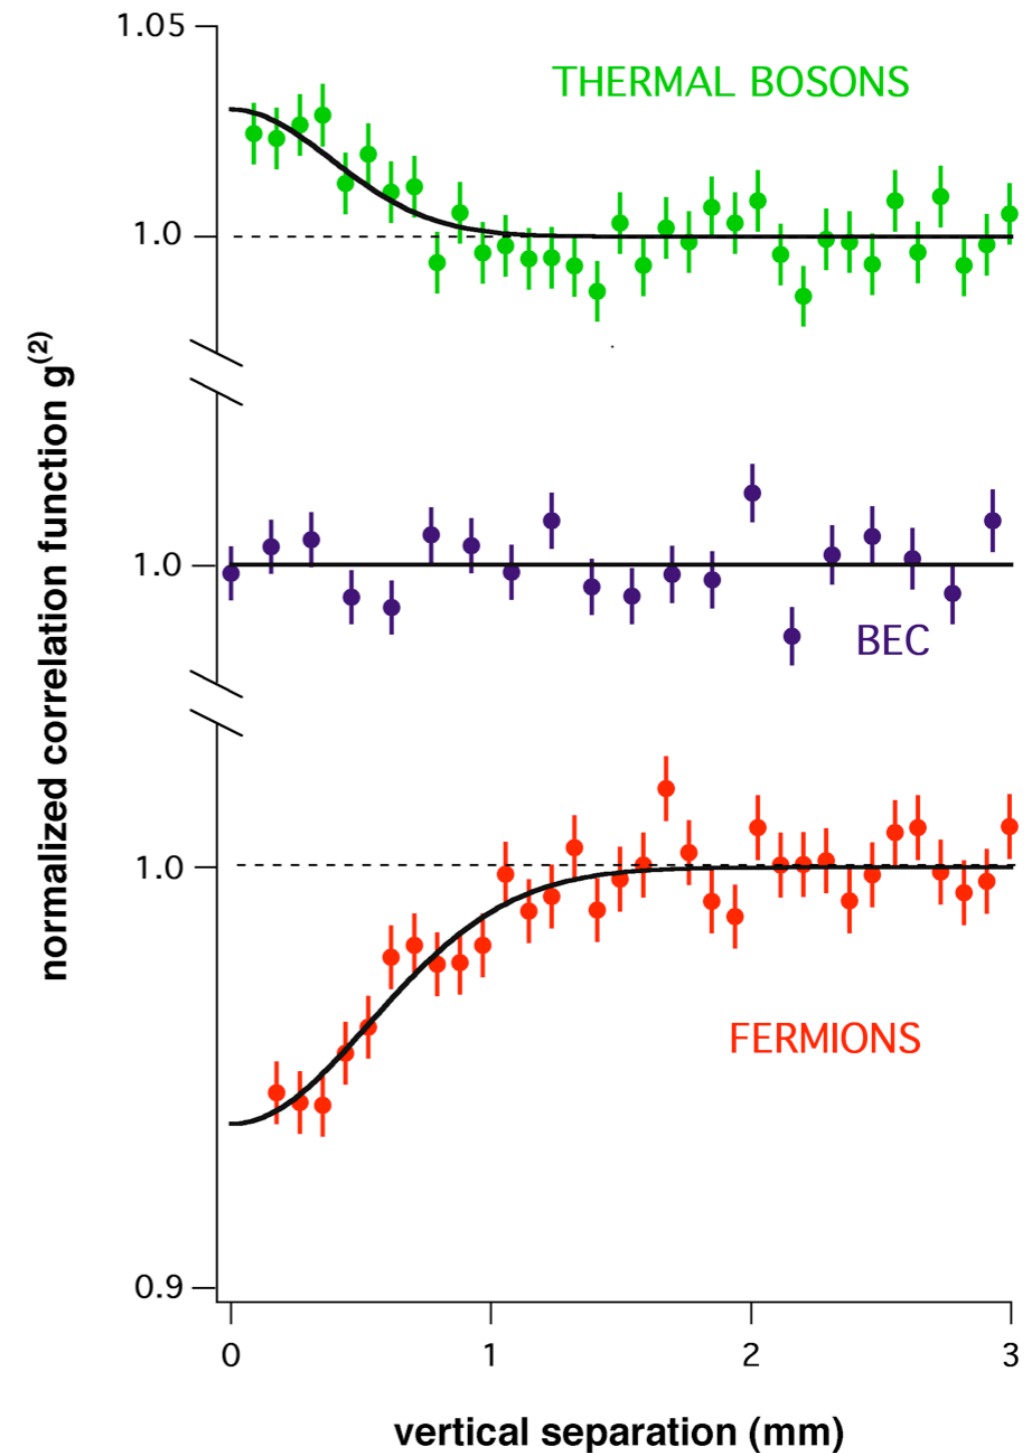 1.05
THERMAL BOSONS
1.0
normalized correlation function g(2)
1.0
BEC
1.0
FERMIONS
0.9
0 1 2 3
vertical separation (mm)